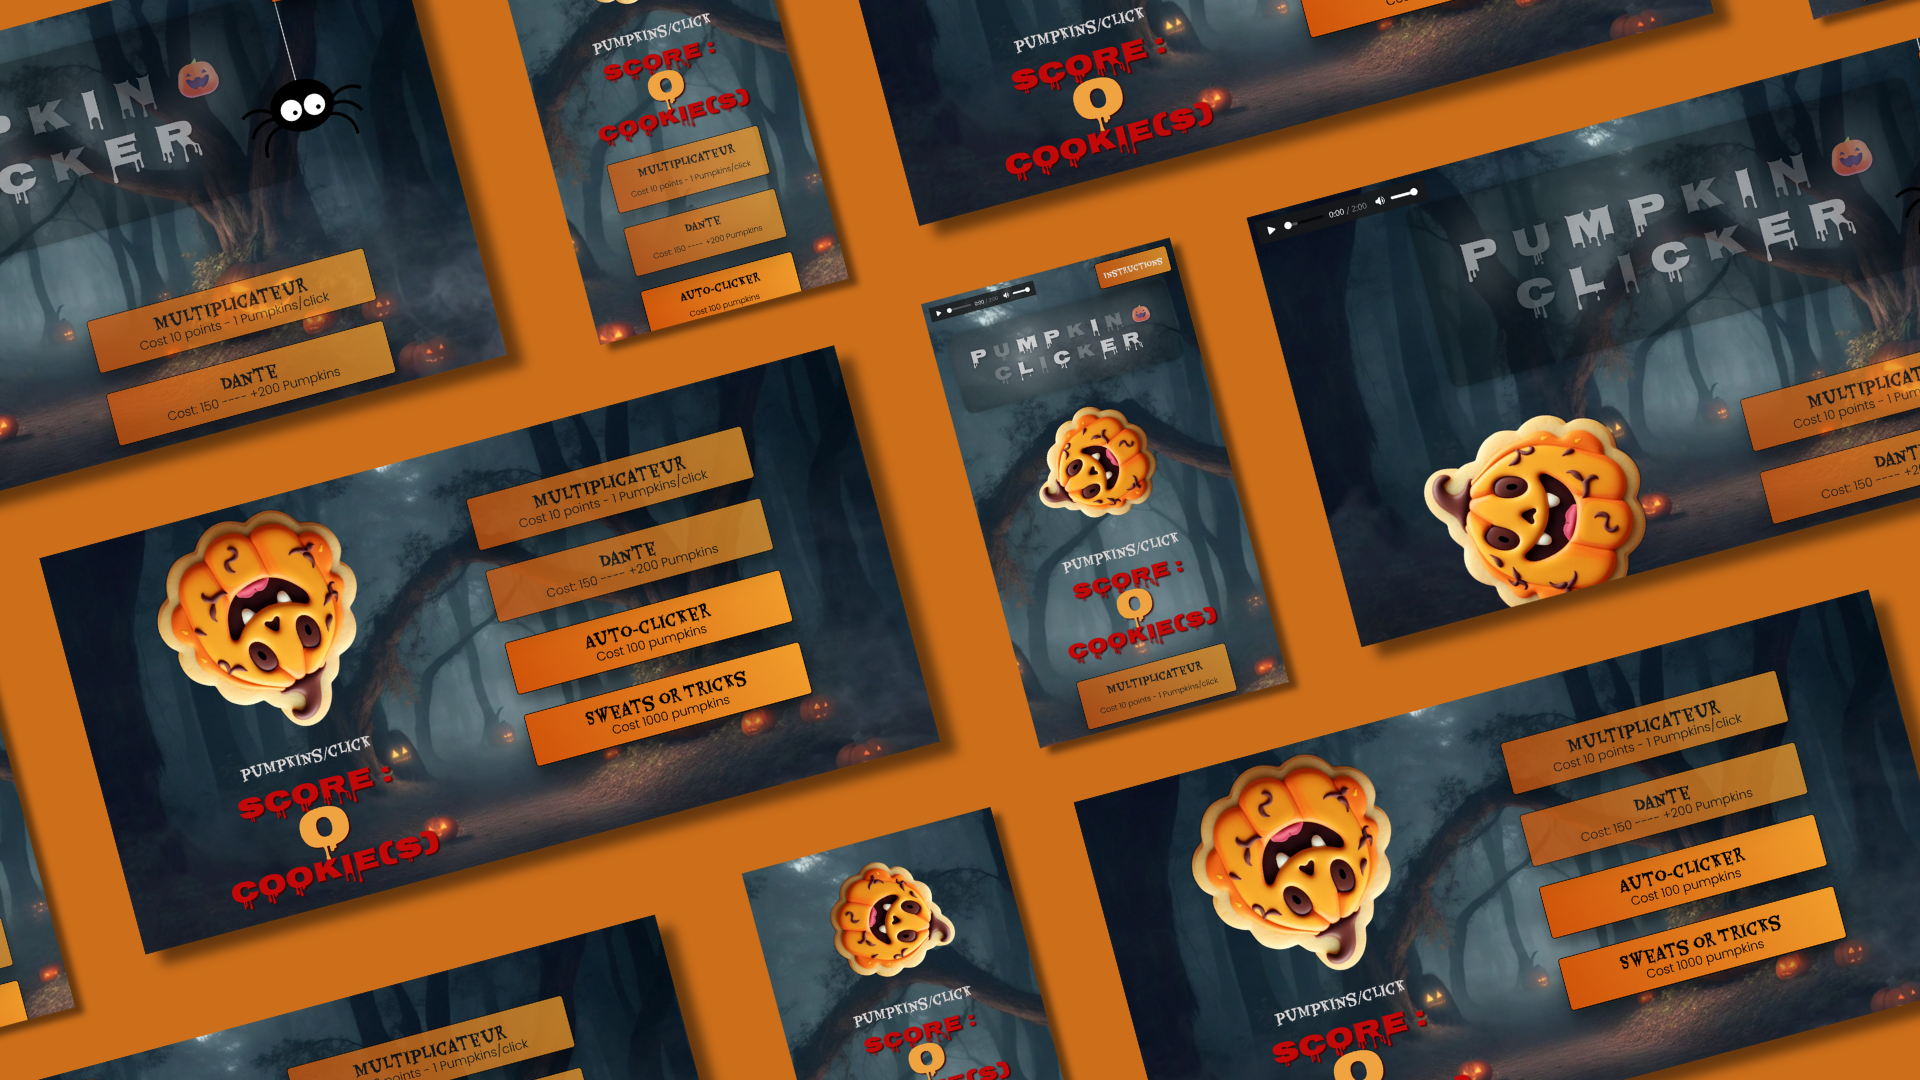 PKIN
CKER
MULTIPLICATEUR
Cost 10 points - 1 Pumpkins/click
DANTE
Cost: 150 ---- +200 Pumpkins
PUMPKINS/CLICK
SCORE :
0
COOKIE(S)
MULTIPLICATEUR
Cost 10 points - 1 Pumpkins/click
DANTE
Cost: 150 ---- +200 Pumpkins
AUTO-CLICKER
Cost 100 pumpkins
PUMPKINS/CLICK
SCORE :
0
COOKIE(S)
0:00 / 2:00
PUMPKIN
CLICKER
MULTIPLICAT
Cost 10 points - 1 Pum
DANT
Cost: 150 ---- +2
MULTIPLICATEUR
Cost 10 points - 1 Pumpkins/click
DANTE
Cost: 150 ---- +200 Pumpkins
AUTO-CLICKER
Cost 100 pumpkins
SWEATS OR TRICKS
Cost 1000 pumpkins
PUMPKINS/CLICK
SCORE :
0
COOKIE(S)
INSTRUCTIONS
0:00 / 2:00
PUMPKIN
CLICKER
PUMPKINS/CLICK
SCORE :
0
COOKIE(S)
MULTIPLICATEUR
Cost 10 points - 1 Pumpkins/click
MULTIPLICATEUR
Cost 10 points - 1 Pumpkins/click
DANTE
Cost: 150 ---- +200 Pumpkins
AUTO-CLICKER
Cost 100 pumpkins
SWEATS OR TRICKS
Cost 1000 pumpkins
PUMPKINS/CLICK
SCORE :
0
MULTIPLICATEUR
points - 1 Pumpkins/click
PUMPKINS/CLICK
SCORE :
0